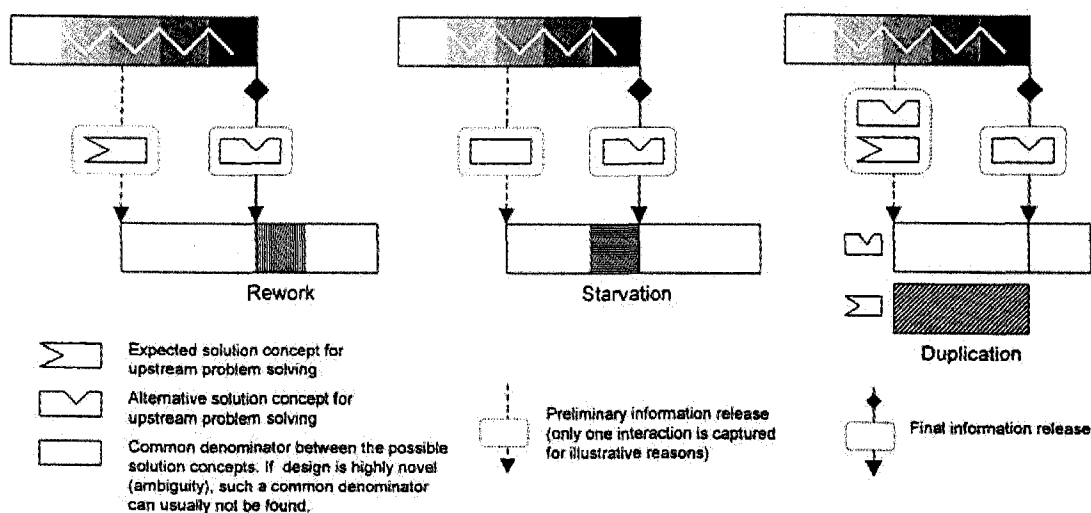 Rework
Starvation
Duplication
Expected solution concept for
upstream problem solving
Alternative solution concept for
upstream problem solving
Common denominator between the possible
solution concepts. If design is highly novel
(ambiguity), such a common denominator
can usually not be found.
Preliminary information release
(only one interaction is captured
for illustrative reasons)
Final information release